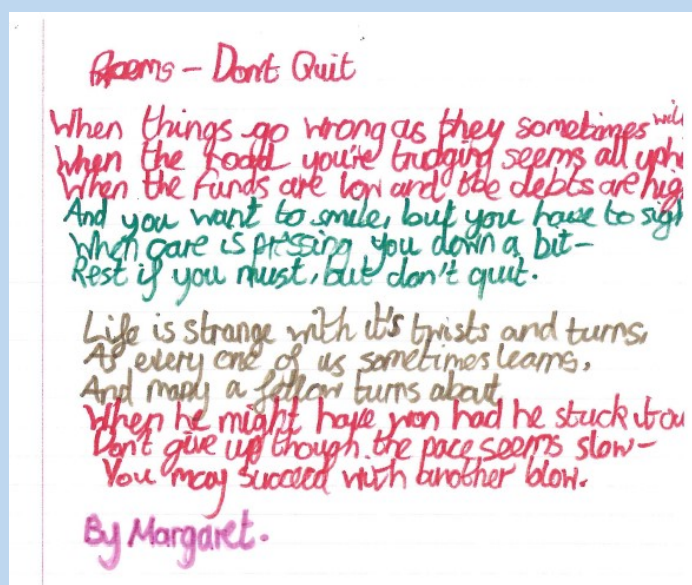 Poems - Dont Quit
When things go wrong as they sometimes will
When the road you're trudging seems all uphi
When the funds are low and the debts are hig
And you want to smile, but you have to sigh
When care is pressing you down a bit-
Rest if you must, but don't quit.
Life is strange with it's twists and turns,
As every one of us sometimes learns,
And many a fellow turns about
When he might have won had he stuck it ou
Don't give up though the pace seems slow-
You may succeed with another blow.
By Margaret.